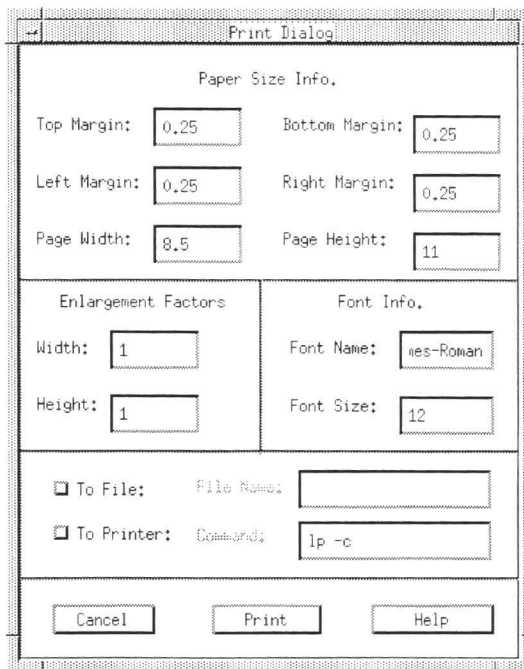 Print Dialog
Paper Size Info.
Top Margin: 0.25 Bottom Margin: 0.25
Left Margin: 0.25 Right Margin: 0.25
Page Width: 8.5 Page Height: 11
Enlargement Factors Font Info.
Width: 1 Font Name: mes-Roman
Height: 1 Font Size: 12
To File: File Name:
To Printer: Command: lp -c
Cancel Print Help